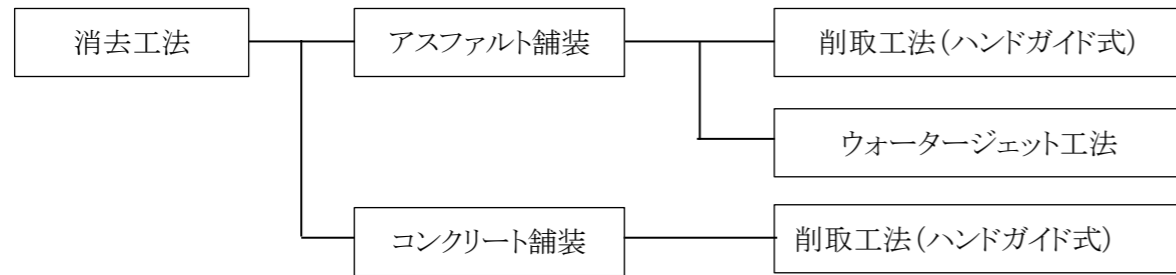 消去工法
アスファルト舗装
削取工法(ハンドガイド式)
ウォータージェット工法
コンクリート舗装
削取工法(ハンドガイド式)